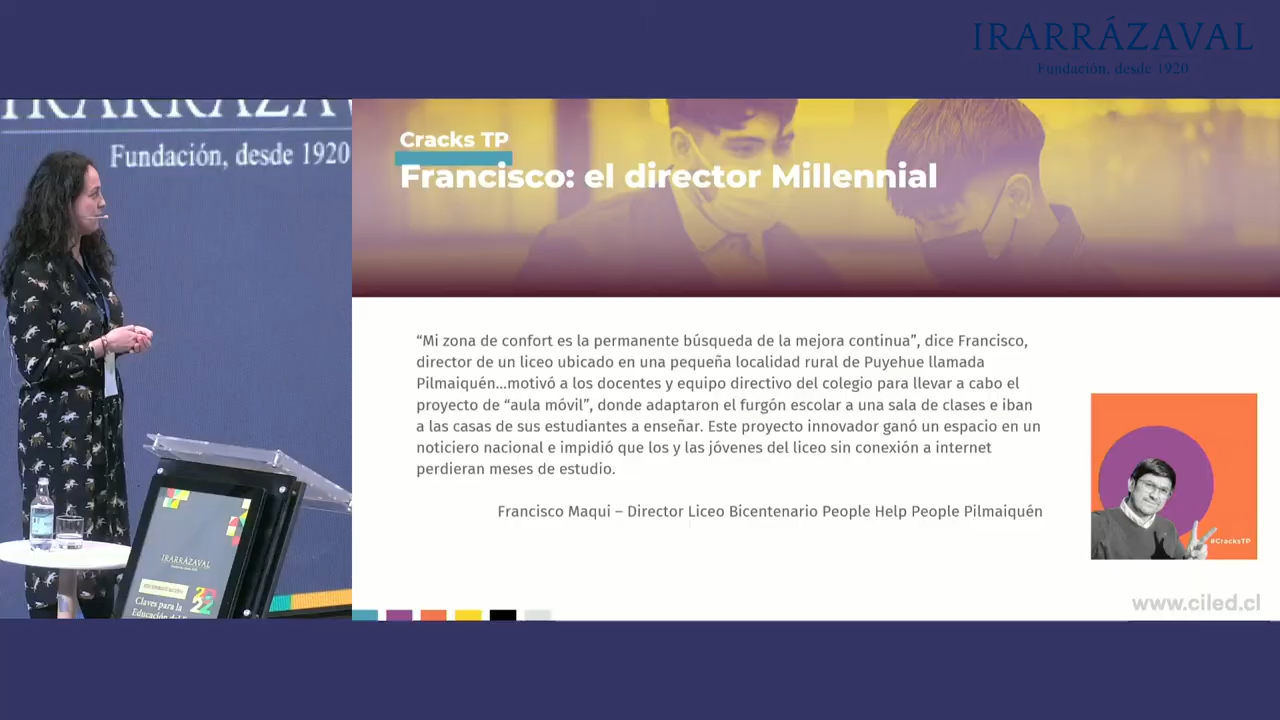 IRARRÁZAVAL
Fundación, desde 1920
Fundación, desde 1920
Cracks TP
Francisco: el director Millennial
“Mi zona de confort es la permanente búsqueda de la mejora continua”, dice Francisco,
director de un liceo ubicado en una pequeña localidad rural de Puyehue llamada
Pilmaiquén...motivó a los docentes y equipo directivo del colegio para llevar a cabo el
proyecto de “aula móvil”, donde adaptaron el furgón escolar a una sala de clases e iban
a las casas de sus estudiantes a enseñar. Este proyecto innovador ganó un espacio en un
noticiero nacional e impidió que los y las jóvenes del liceo sin conexión a internet
perdieran meses de estudio.
Francisco Maqui – Director Liceo Bicentenario People Help People Pilmaiquén
#CracksTP
www.ciled.cl
IRARRÁZAVAL
2022
Claves para la
Educación del